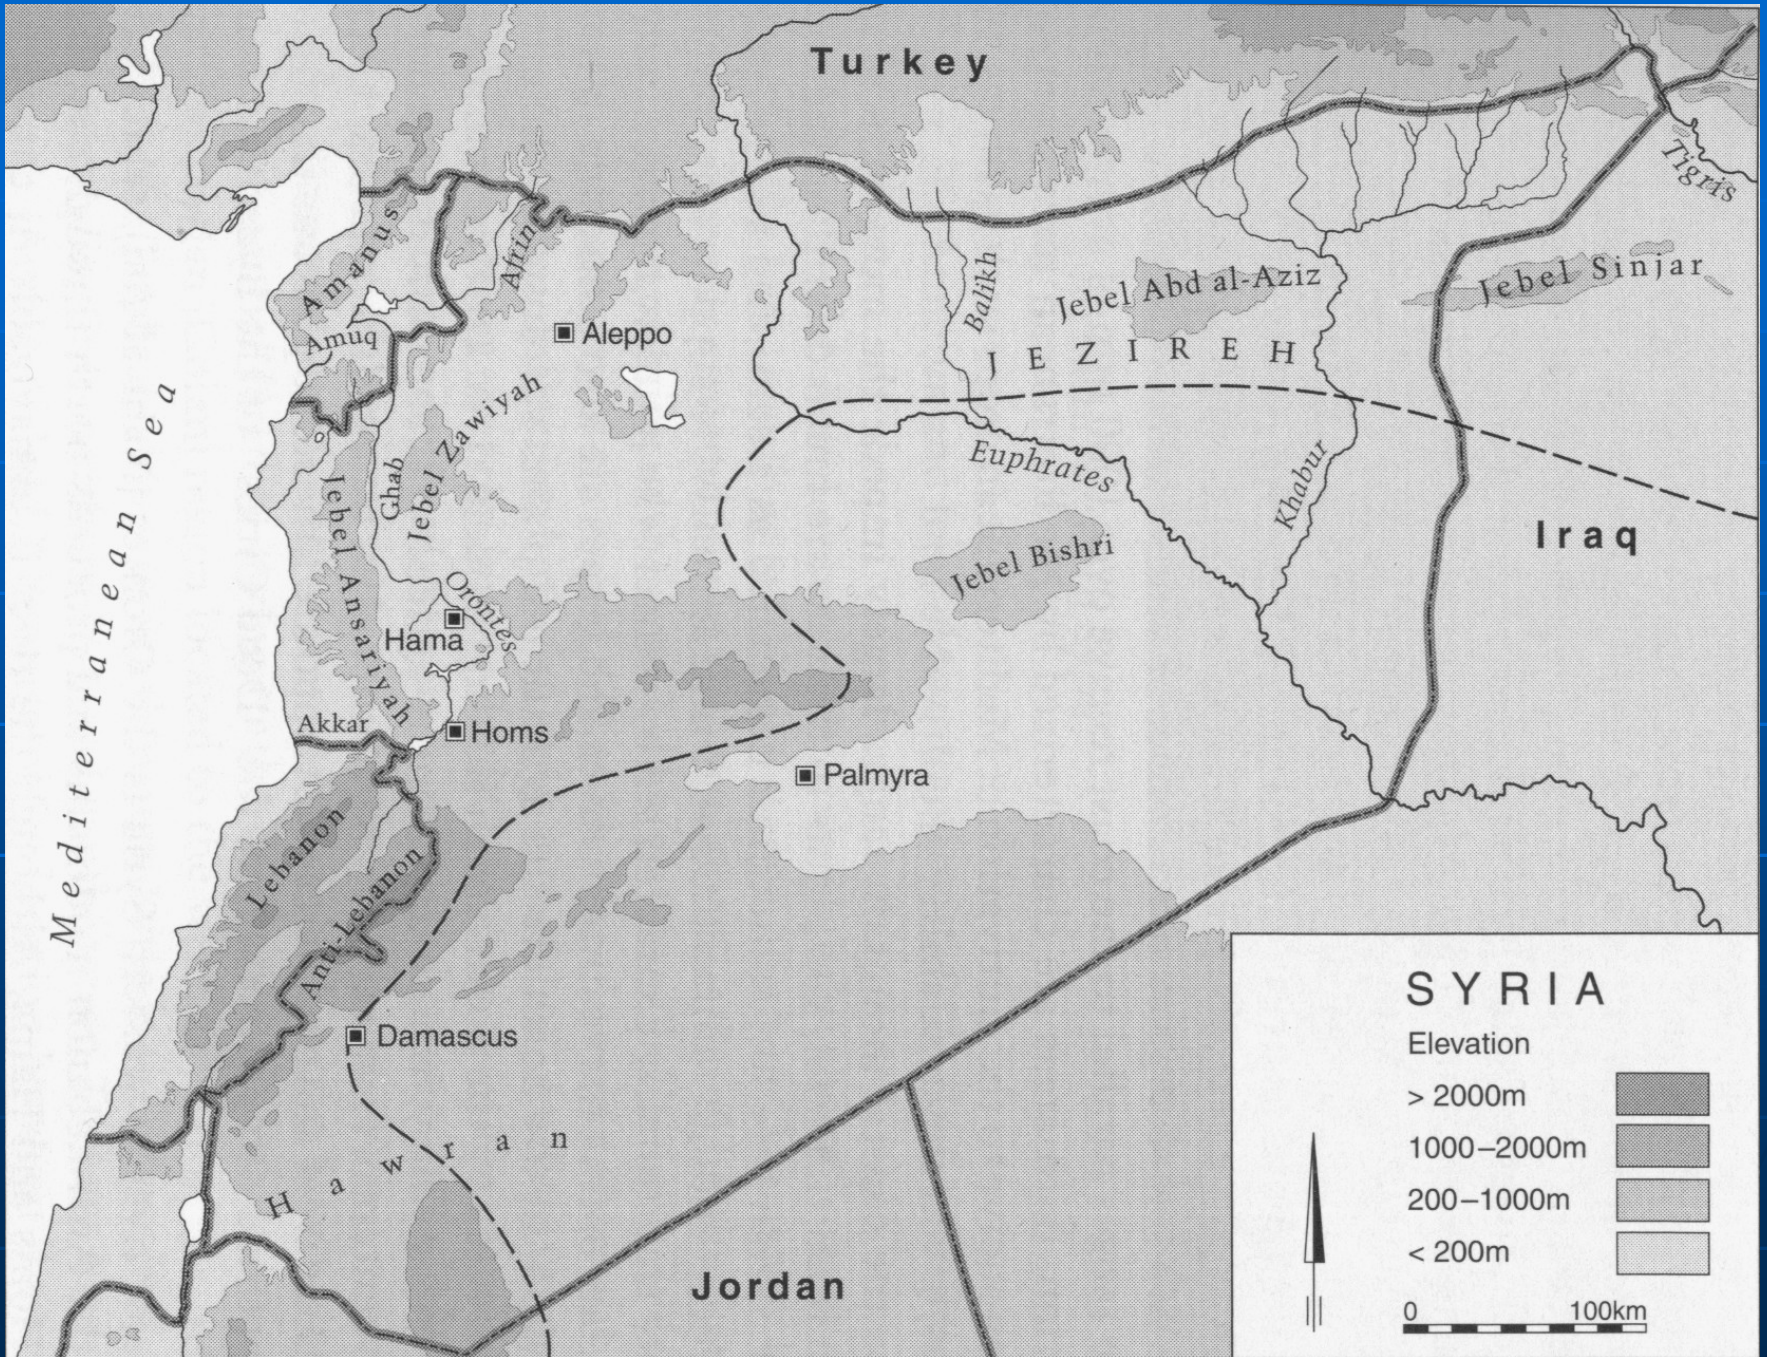 Turkey
Tigris
Amanus
Afrin
Balikh
Jebel Abd al-Aziz
Jebel Sinjar
Amuq
Aleppo
JEZIREH
Mediterranean Sea
Jebel Zawiyah
Ghab
Euphrates
Khabur
Iraq
Jebel Ansariyah
Jebel Bishri
Orontes
Hama
Akkar
Homs
Palmyra
Lebanon
Anti-Lebanon
Damascus
Hawran
Jordan
SYRIA
Elevation
> 2000m
1000–2000m
200–1000m
< 200m
0 100km